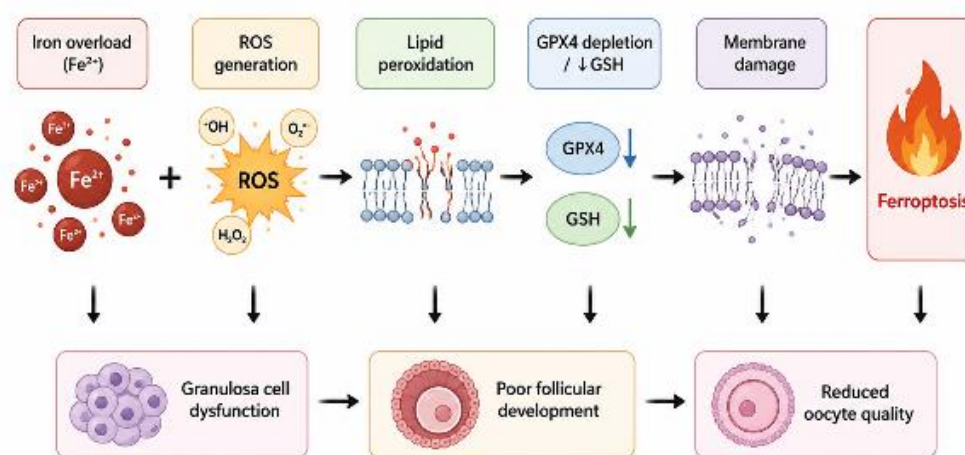 Iron overload
(Fe²⁺)
ROS
generation
Lipid
peroxidation
GPX4 depletion
/ ↓GSH
Membrane
damage
Fe²⁺
Fe²⁺
+
ROS
O₂•⁻
H₂O₂
GPX4 ↓
GSH ↓
Ferroptosis
Granulosa cell
dysfunction
Poor follicular
development
Reduced
oocyte quality